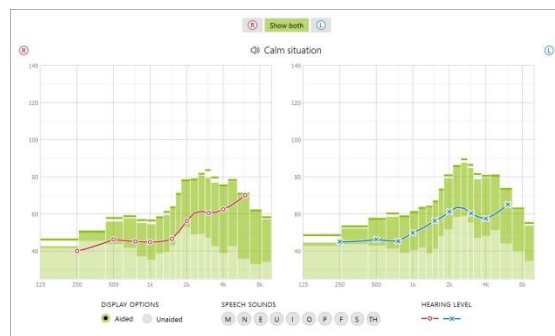 R Show both L
R Calm situation L
140 140
120 120
100 100
80 80
60 60
40 40
125 250 500 1k 2k 4k 8k 125 250 500 1k 2k 4k 8k
DISPLAY OPTIONS SPEECH SOUNDS HEARING LEVEL
Aided Unaided M N E U I O P F S TH